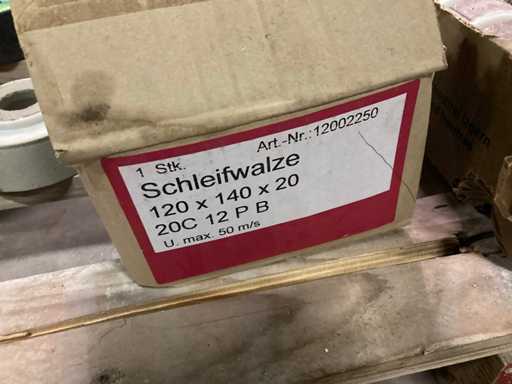 1 Stk. Art.-Nr.:12002250
Schleifwalze
120 x 140 x 20
20C 12 P B
U. max. 50 m/s